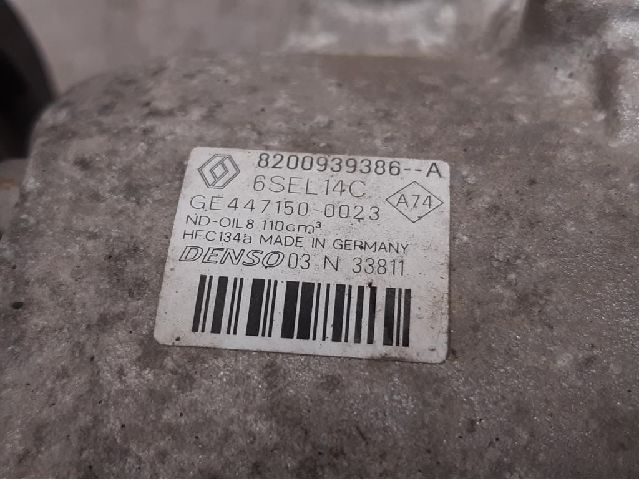 8200939386--A
6SEL14C
A74
GE447150-0023
ND-OIL8 110cm³
HFC134a MADE IN GERMANY
DENSO 03 N 33811